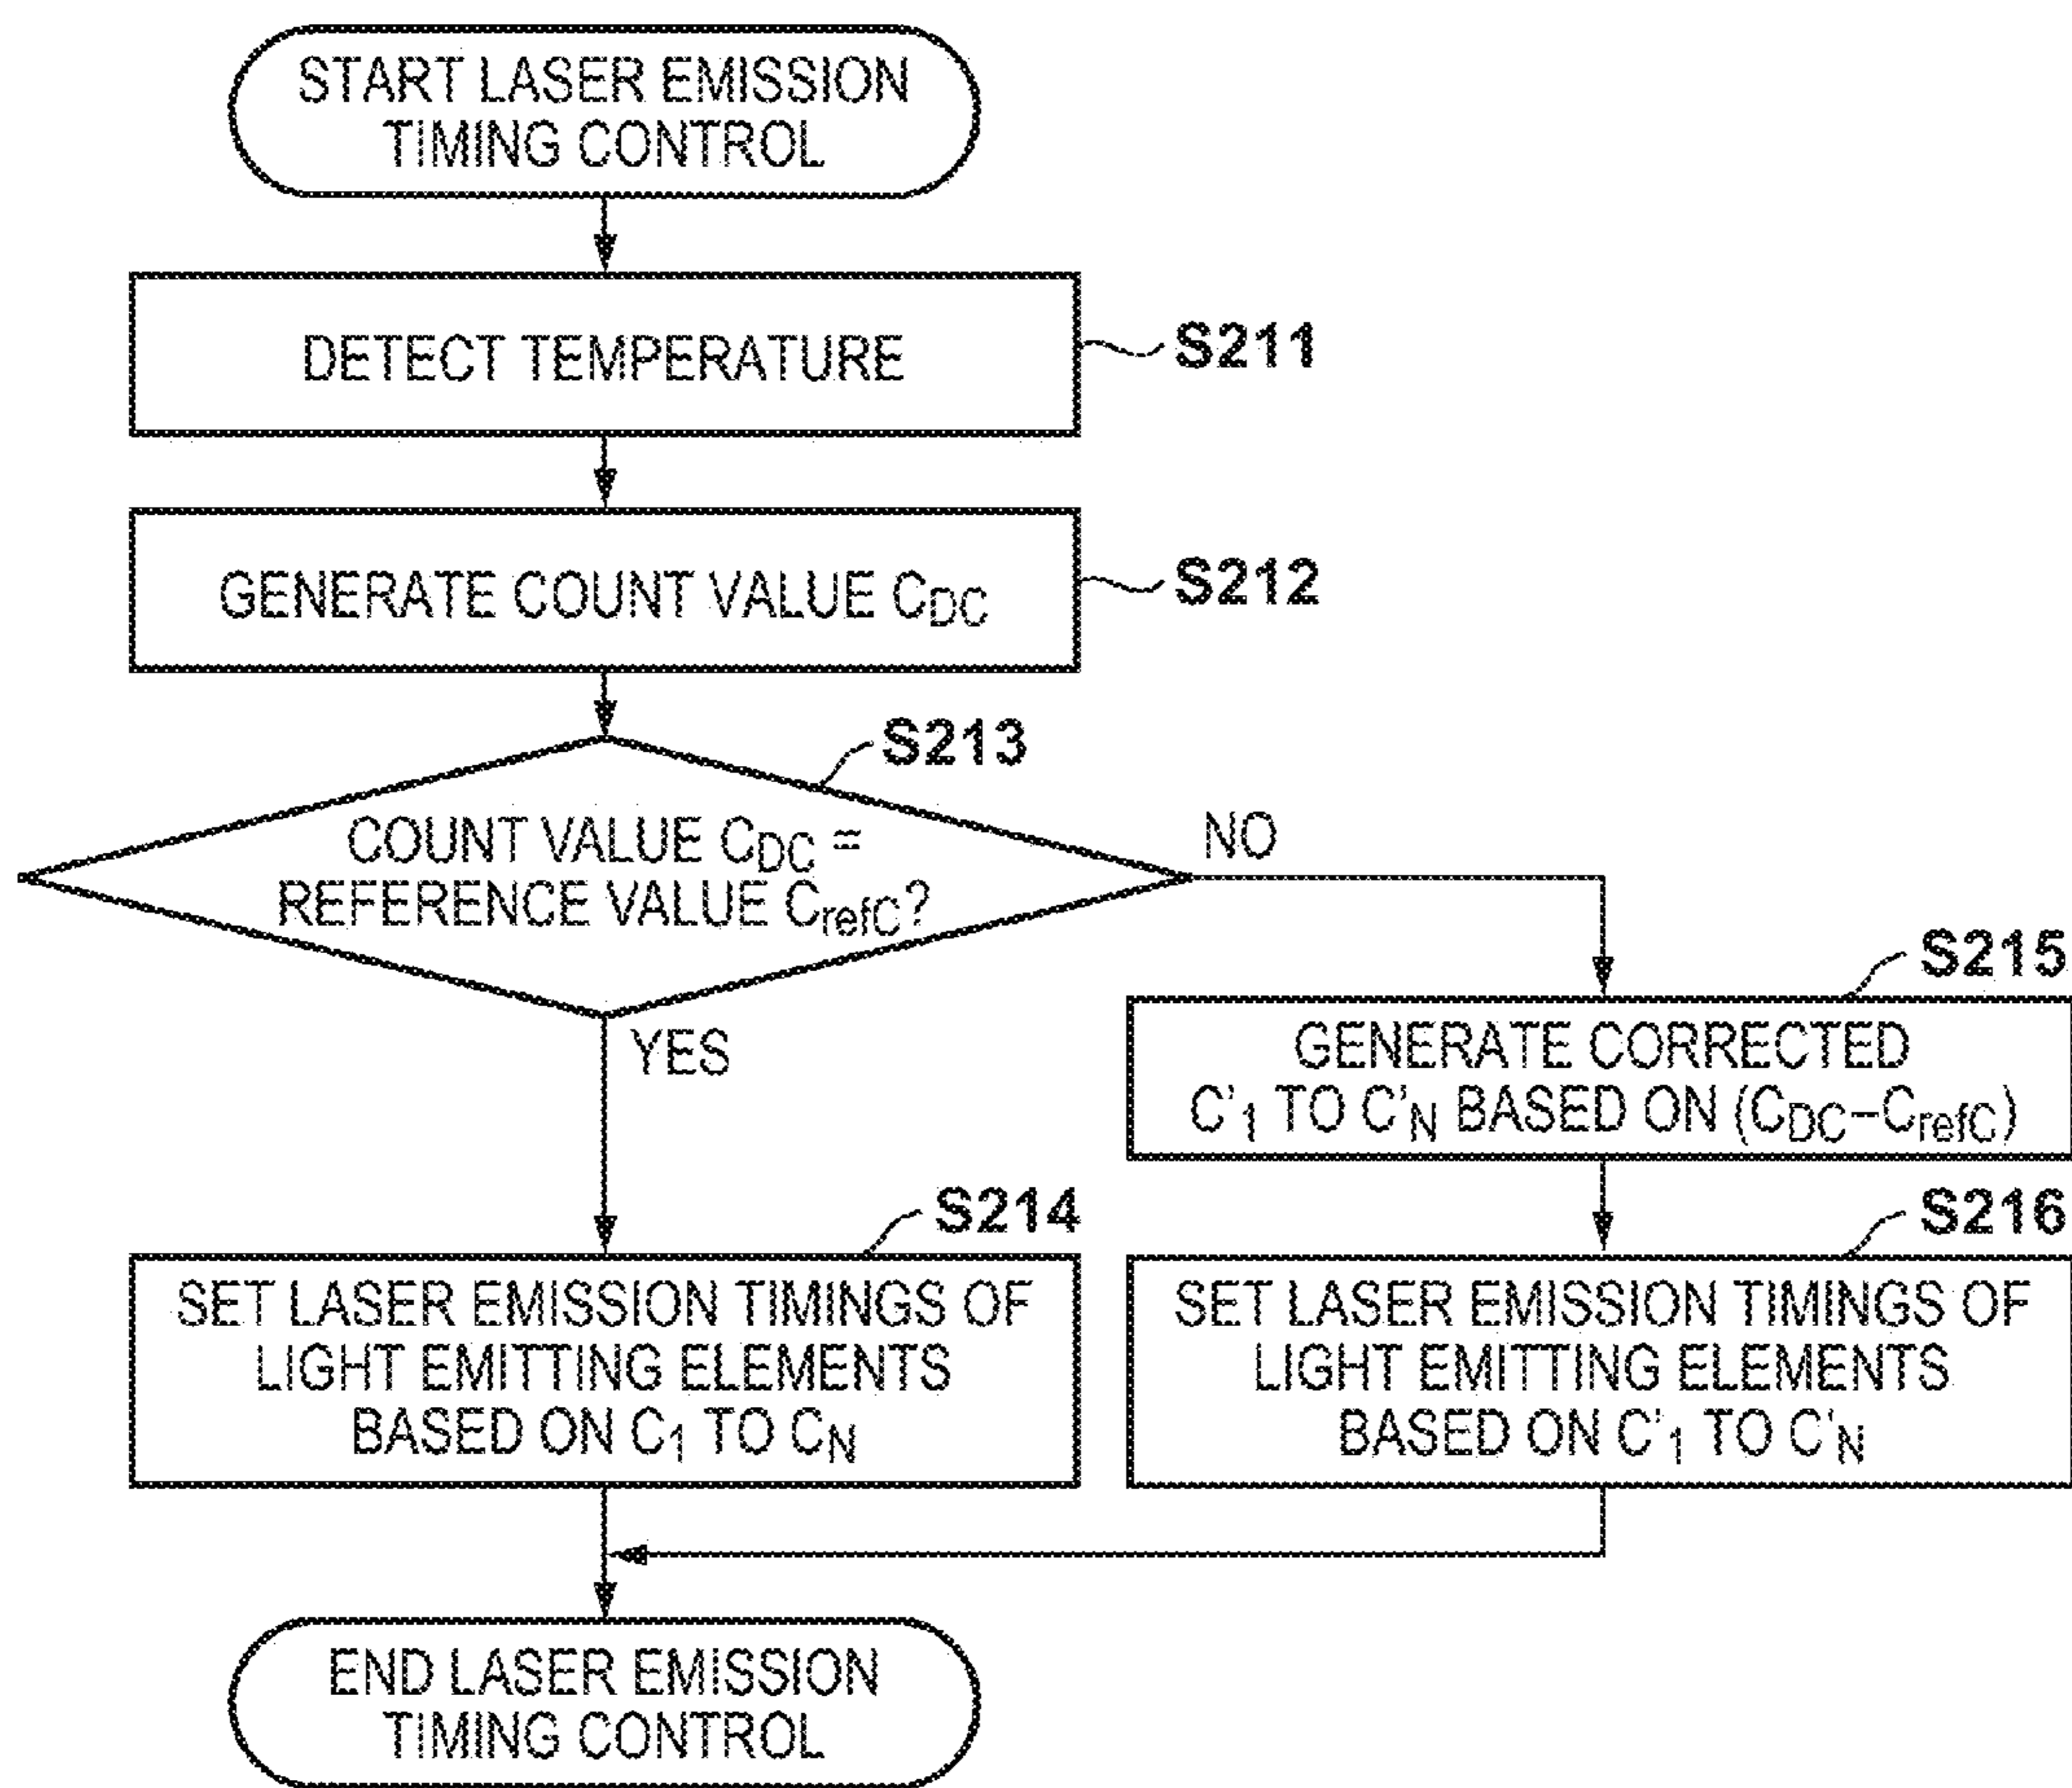 START LASER EMISSION
TIMING CONTROL
DETECT TEMPERATURE
S211
GENERATE COUNT VALUE CDC
S212
S213
COUNT VALUE CDC =
REFERENCE VALUE CrefC?
NO
YES
S215
GENERATE CORRECTED
C'1 TO C'N BASED ON (CDC–CrefC)
S214
SET LASER EMISSION TIMINGS OF
LIGHT EMITTING ELEMENTS
BASED ON C1 TO CN
S216
SET LASER EMISSION TIMINGS OF
LIGHT EMITTING ELEMENTS
BASED ON C'1 TO C'N
END LASER EMISSION
TIMING CONTROL